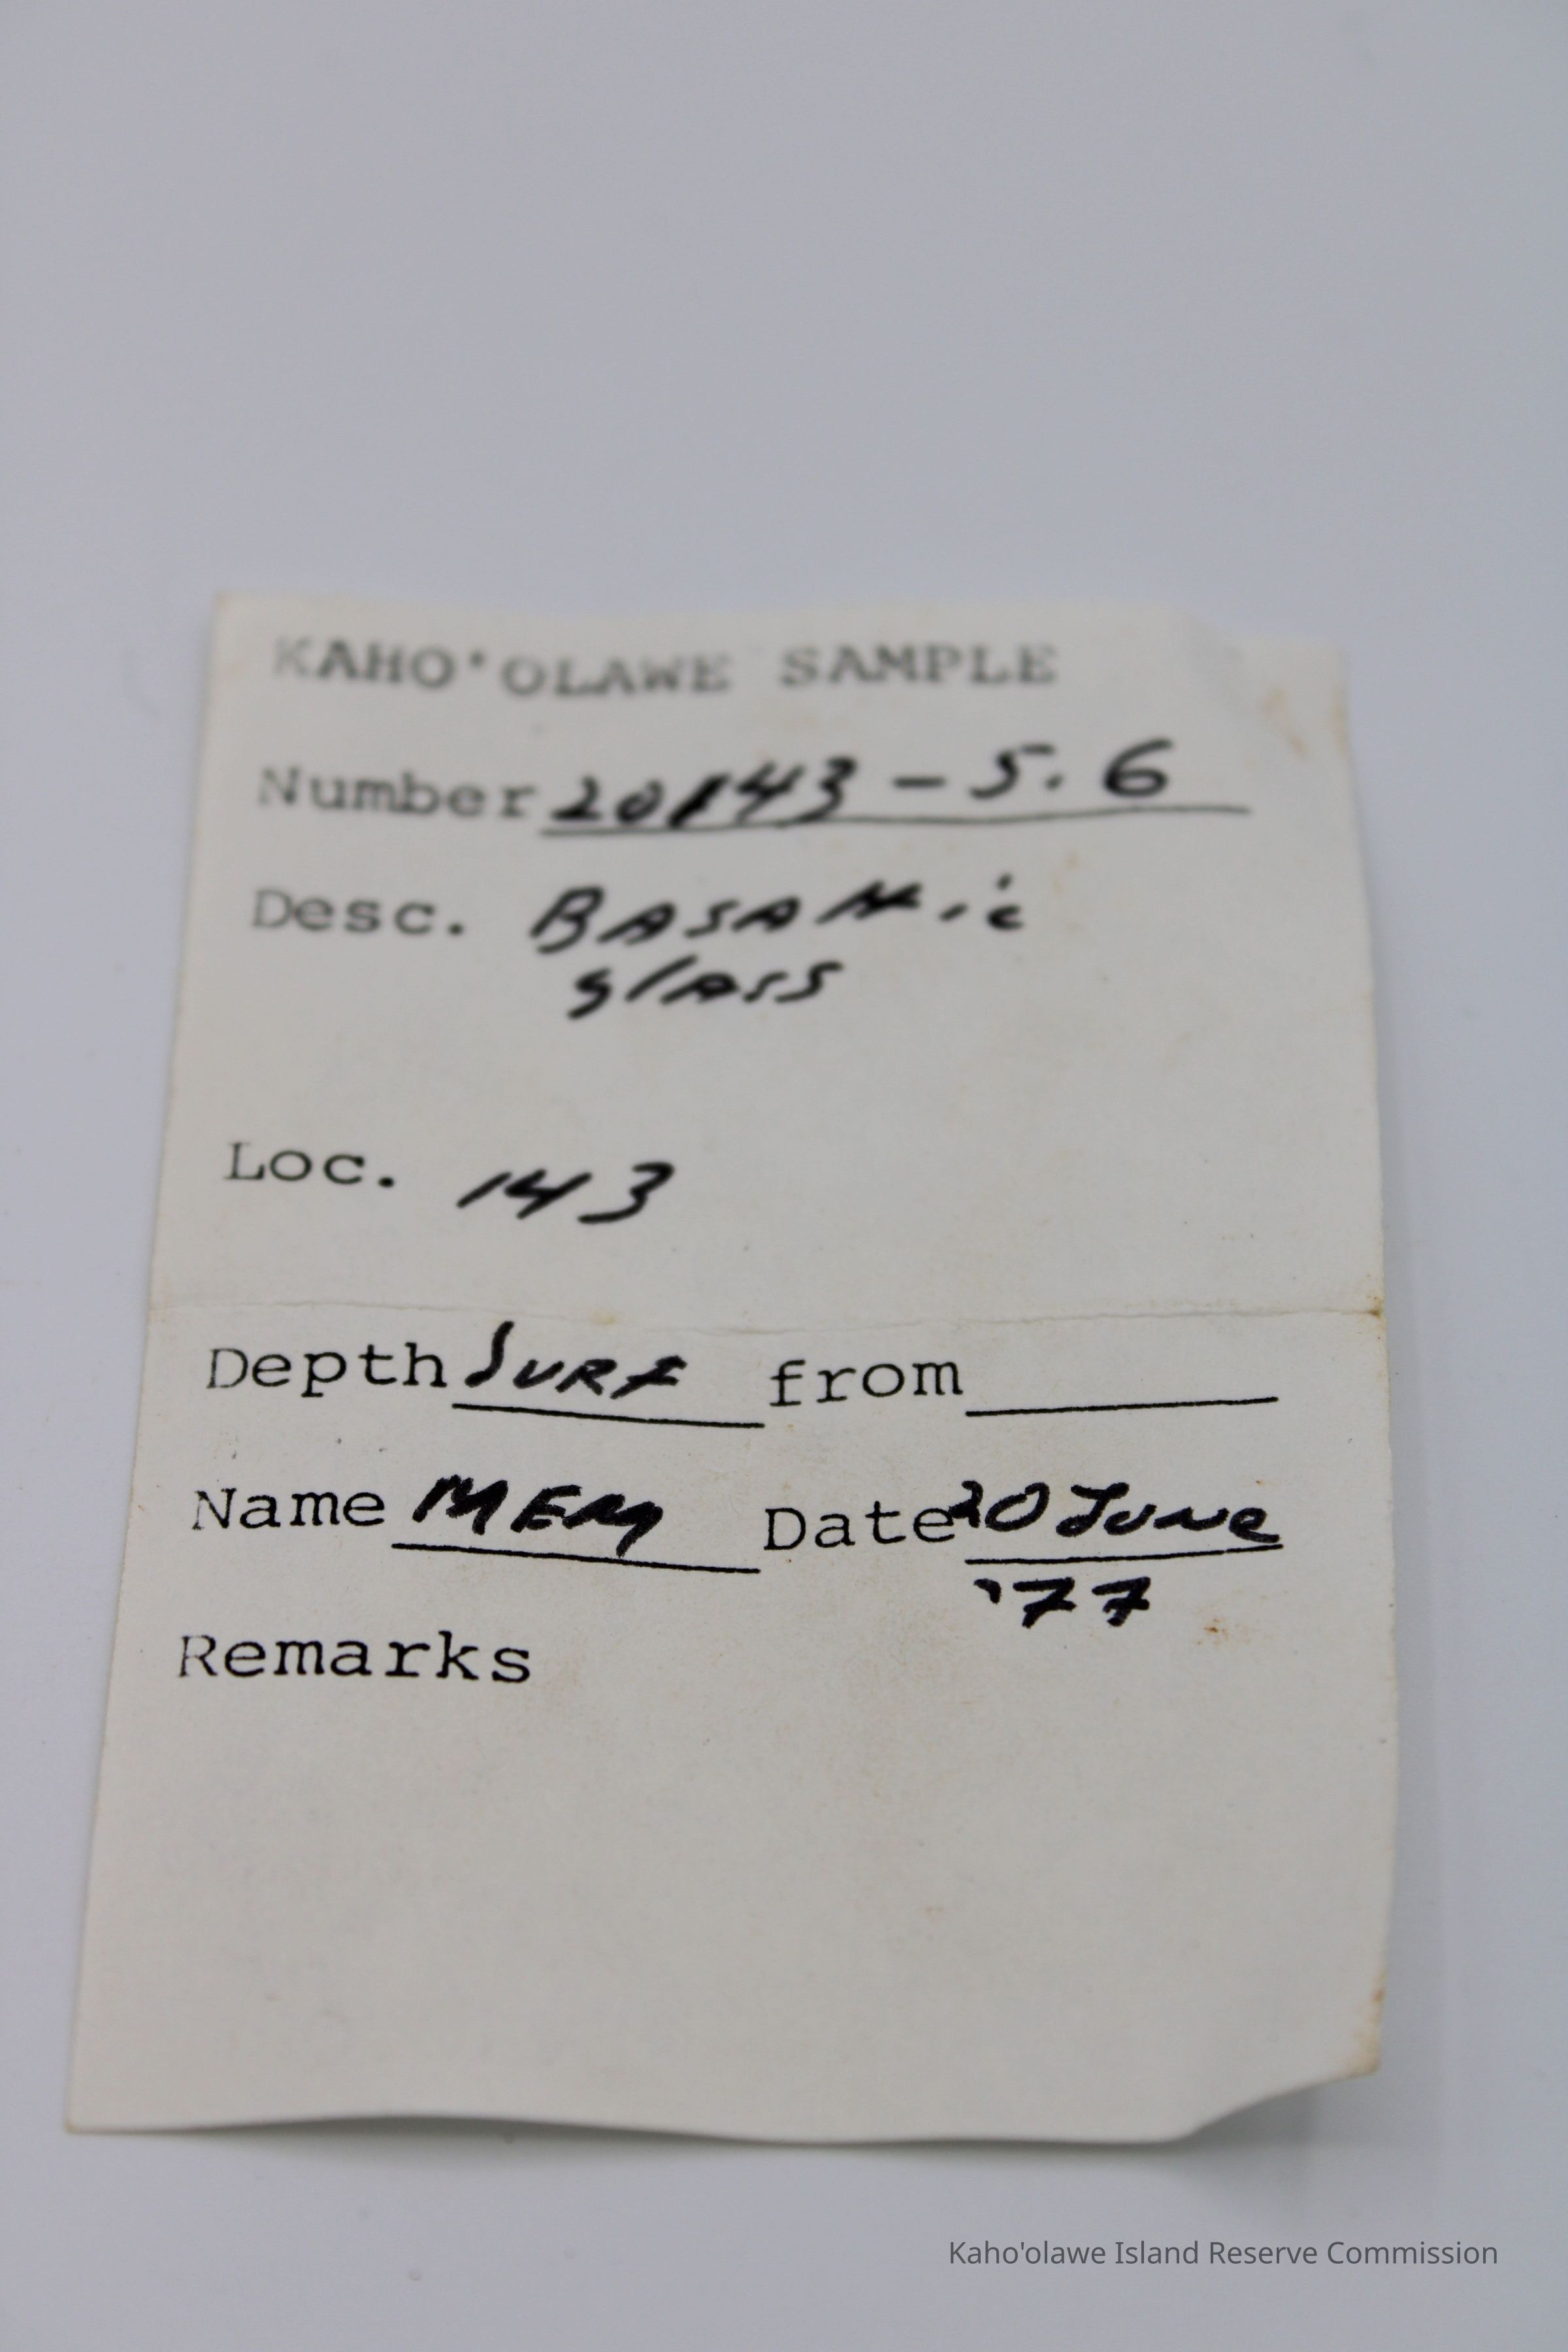 KAHO'OLAWE SAMPLE
Number 20143-5.6
Desc. BASAltic
glass
Loc. 143
Depth Surf from
Name MEM Date 20 June
'77
Remarks
Kaho'olawe Island Reserve Commission